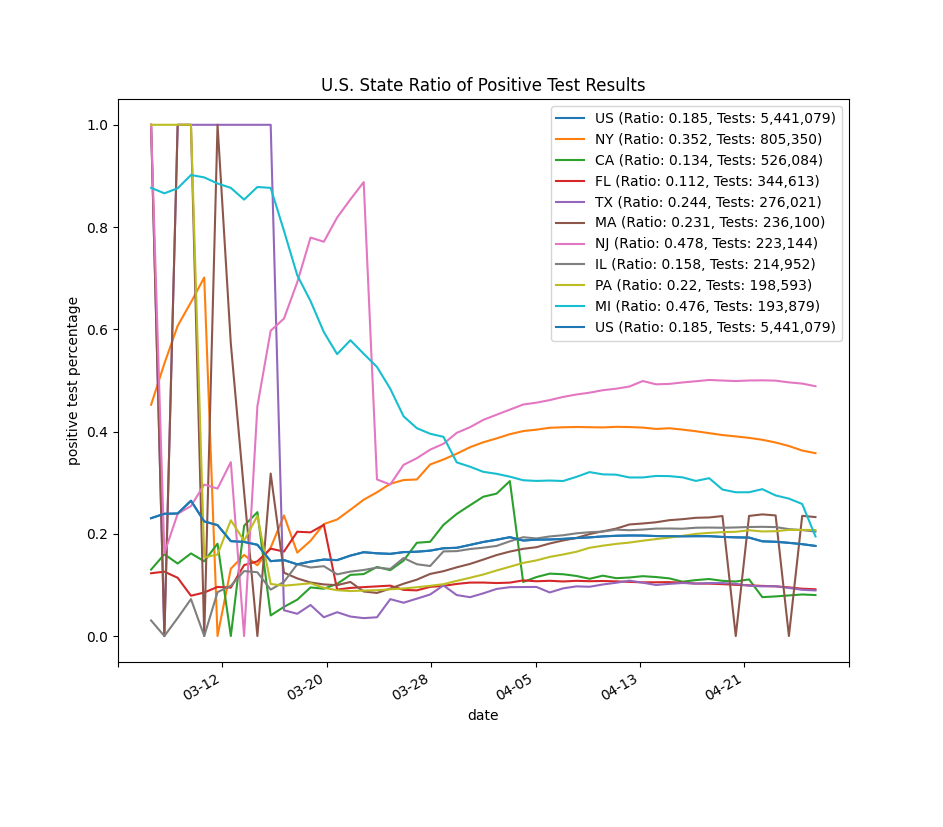 U.S. State Ratio of Positive Test Results
1.0
0.8
0.6
0.4
0.2
0.0
positive test percentage
US (Ratio: 0.185, Tests: 5,441,079)
NY (Ratio: 0.352, Tests: 805,350)
CA (Ratio: 0.134, Tests: 526,084)
FL (Ratio: 0.112, Tests: 344,613)
TX (Ratio: 0.244, Tests: 276,021)
MA (Ratio: 0.231, Tests: 236,100)
NJ (Ratio: 0.478, Tests: 223,144)
IL (Ratio: 0.158, Tests: 214,952)
PA (Ratio: 0.22, Tests: 198,593)
MI (Ratio: 0.476, Tests: 193,879)
US (Ratio: 0.185, Tests: 5,441,079)
03-12
03-20
03-28
04-05
04-13
04-21
date